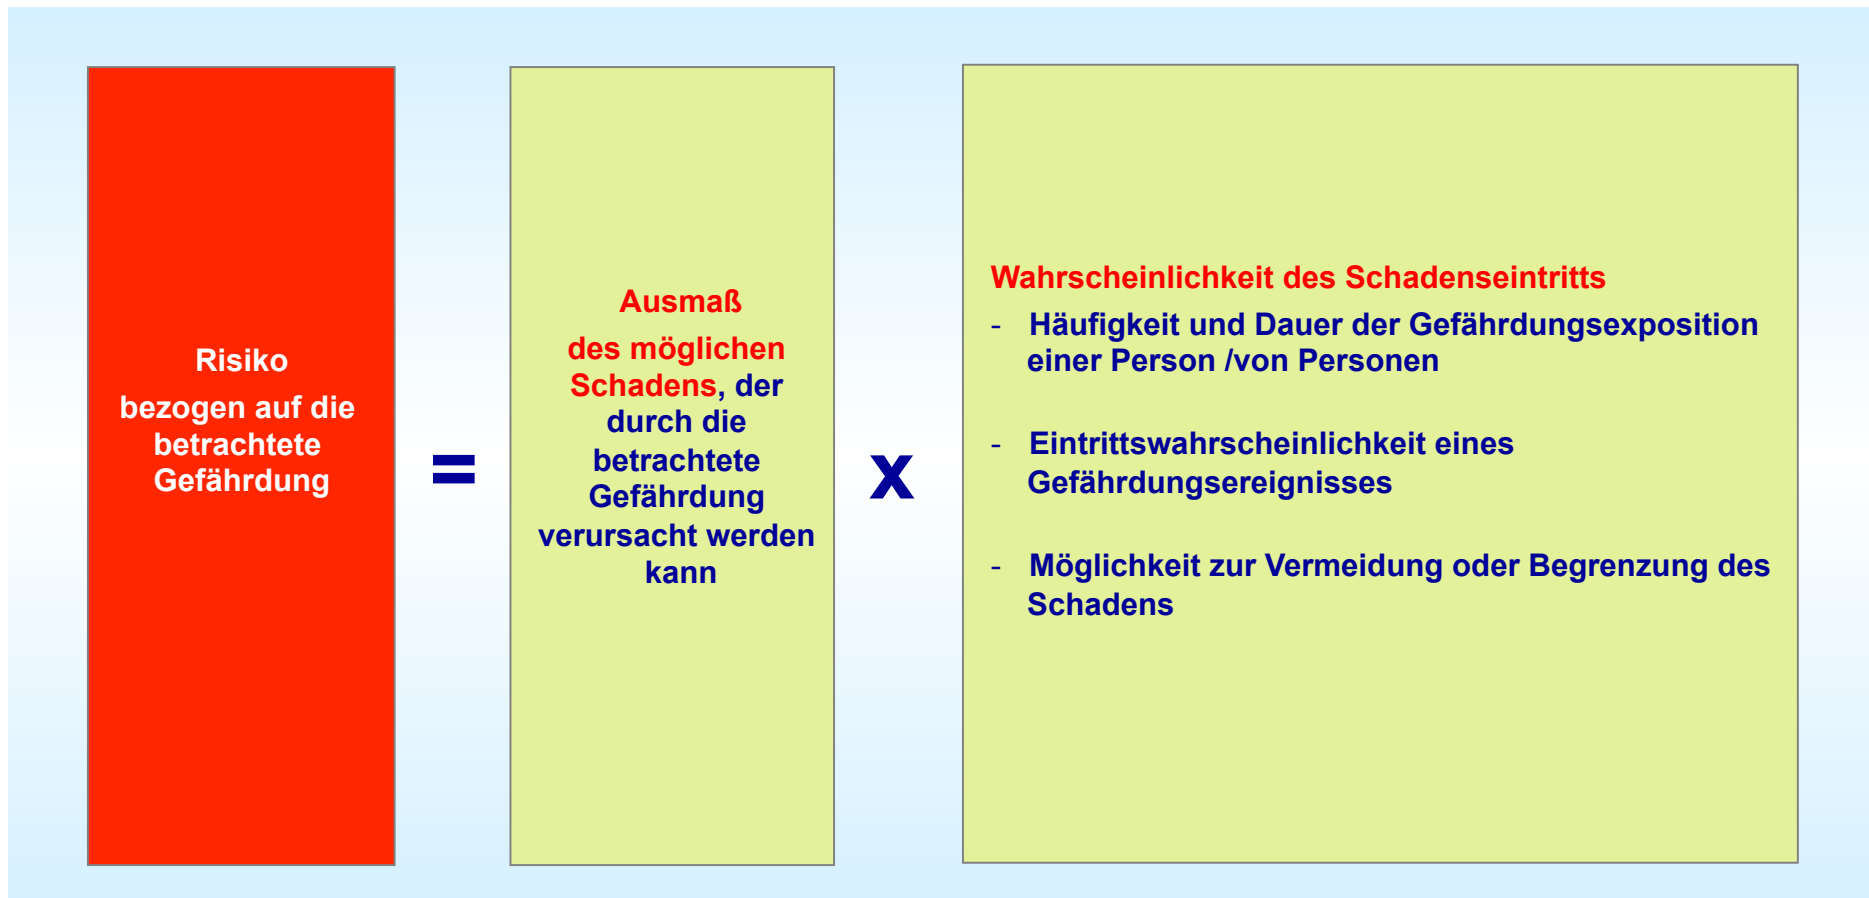 Risiko
bezogen auf die
betrachtete
Gefährdung
=
Ausmaß
des möglichen
Schadens, der
durch die
betrachtete
Gefährdung
verursacht werden
kann
x
Wahrscheinlichkeit des Schadenseintritts
- Häufigkeit und Dauer der Gefährdungsexposition
einer Person /von Personen
- Eintrittswahrscheinlichkeit eines
Gefährdungsereignisses
- Möglichkeit zur Vermeidung oder Begrenzung des
Schadens